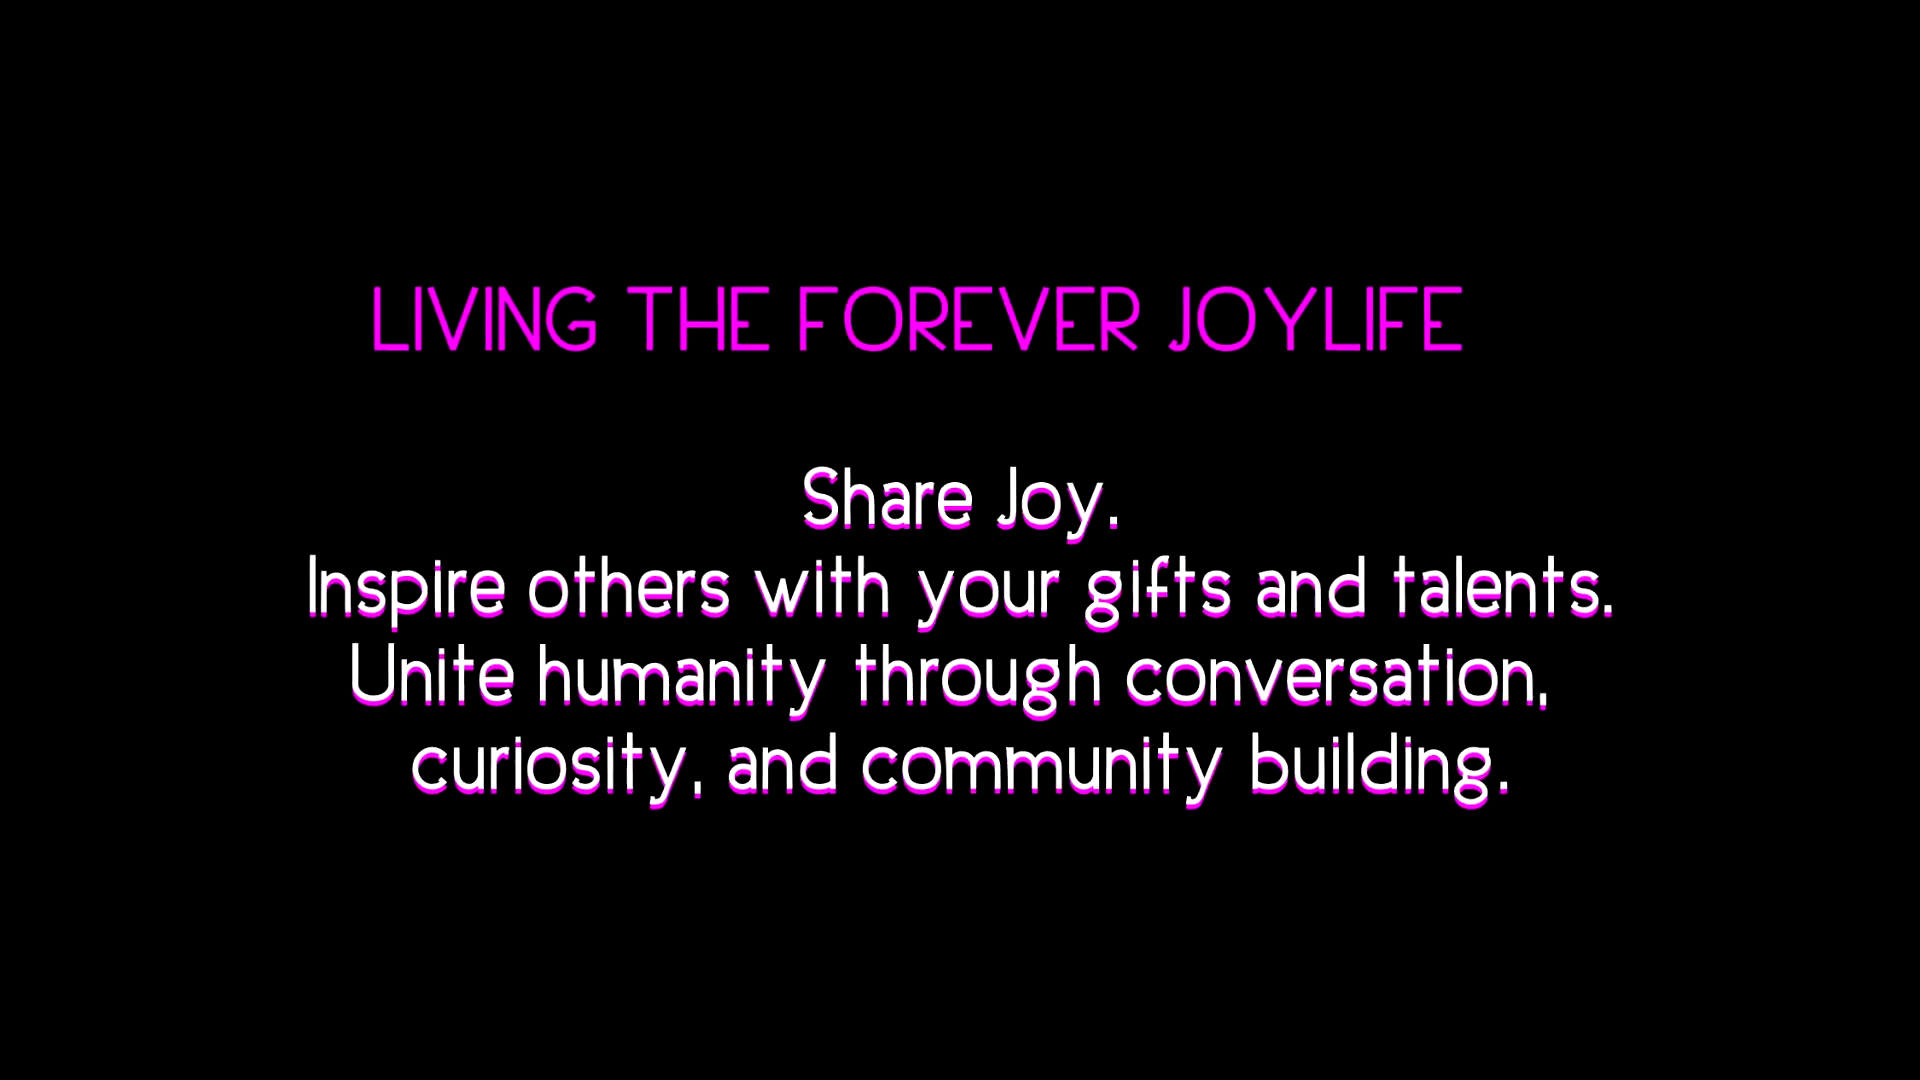 LIVING THE FOREVER JOYLIFE
Share Joy.
Inspire others with your gifts and talents.
Unite humanity through conversation,
curiosity, and community building.